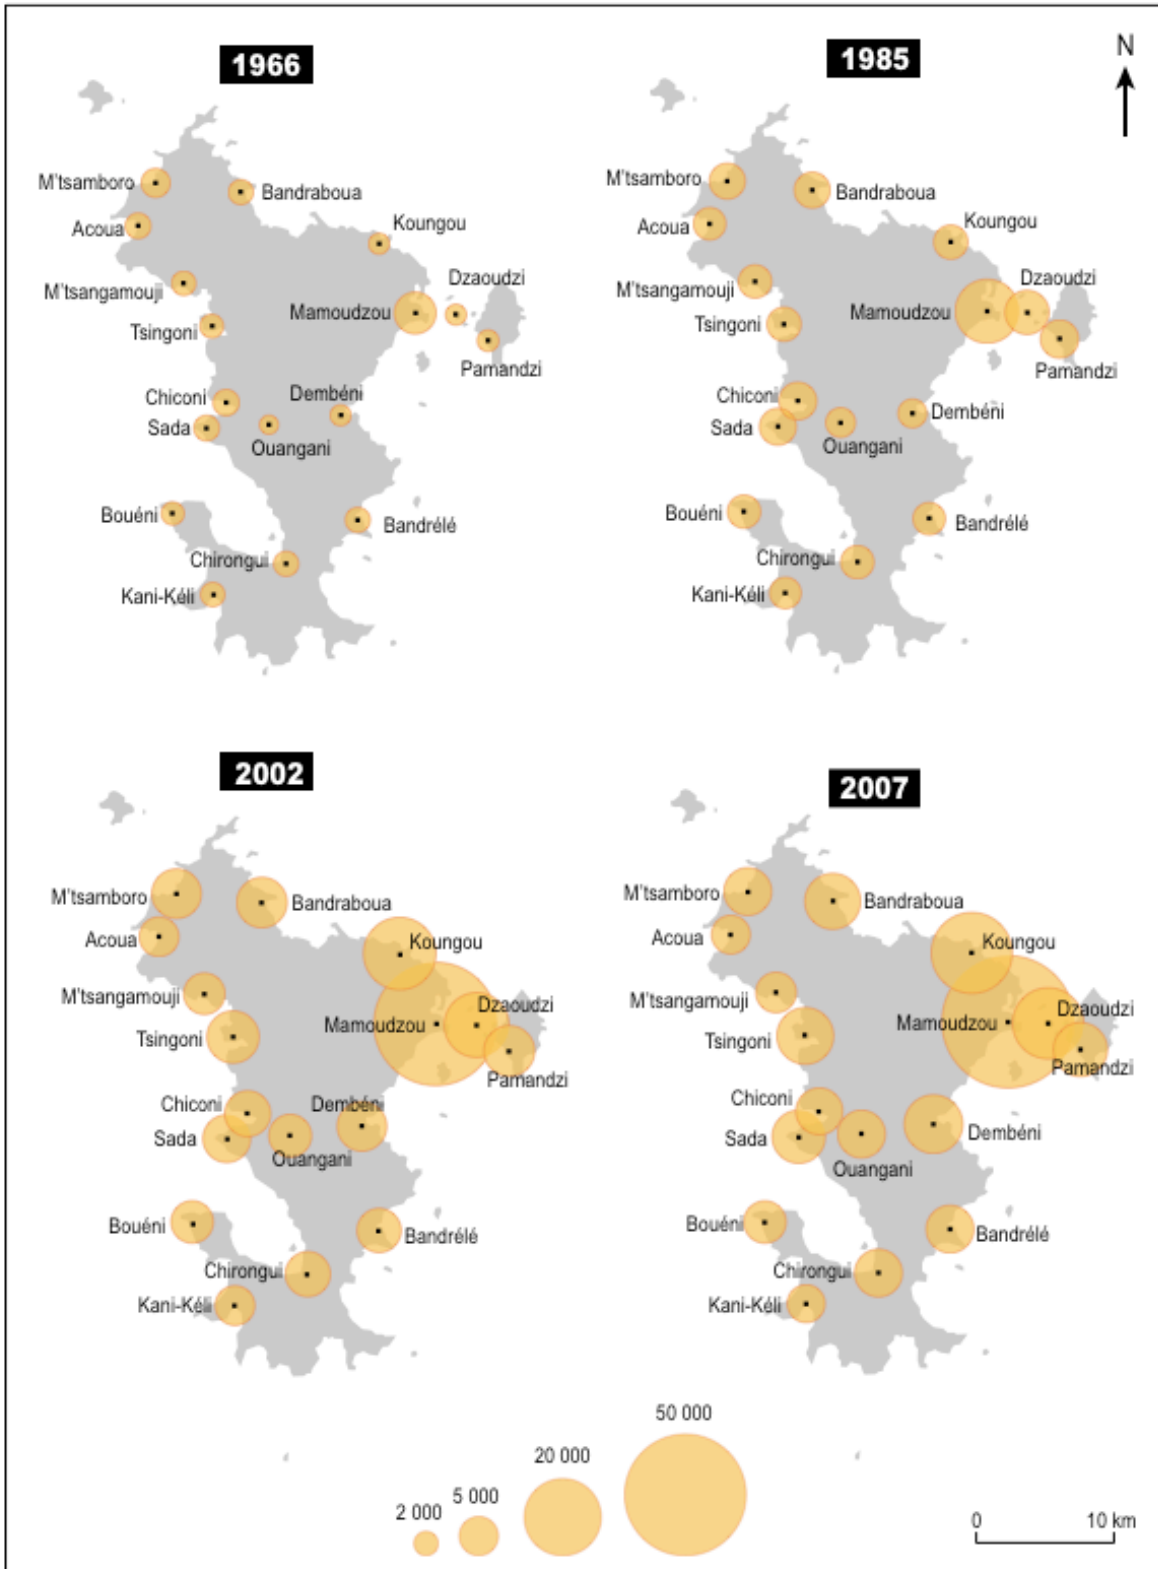 1966
M'tsamboro
Bandraboua
Acoua
Koungou
Dzaoudzi
M'tsangamouji
Mamoudzou
Tsingoni
Pamandzi
Chiconi
Dembéni
Sada
Ouangani
Bouéni
Bandrélé
Chirongui
Kani-Kéli
1985
N
M'tsamboro
Bandraboua
Acoua
Koungou
Dzaoudzi
M'tsangamouji
Mamoudzou
Tsingoni
Pamandzi
Chiconi
Dembéni
Sada
Ouangani
Bouéni
Bandrélé
Chirongui
Kani-Kéli
2002
M'tsamboro
Bandraboua
Acoua
Koungou
M'tsangamouji
Dzaoudzi
Mamoudzou
Tsingoni
Pamandzi
Chiconi
Dembéni
Sada
Ouangani
Bouéni
Bandrélé
Chirongui
Kani-Kéli
2007
M'tsamboro
Bandraboua
Acoua
Koungou
M'tsangamouji
Dzaoudzi
Mamoudzou
Tsingoni
Pamandzi
Chiconi
Dembéni
Sada
Ouangani
Bouéni
Bandrélé
Chirongui
Kani-Kéli
2 000
5 000
20 000
50 000
0 10 km